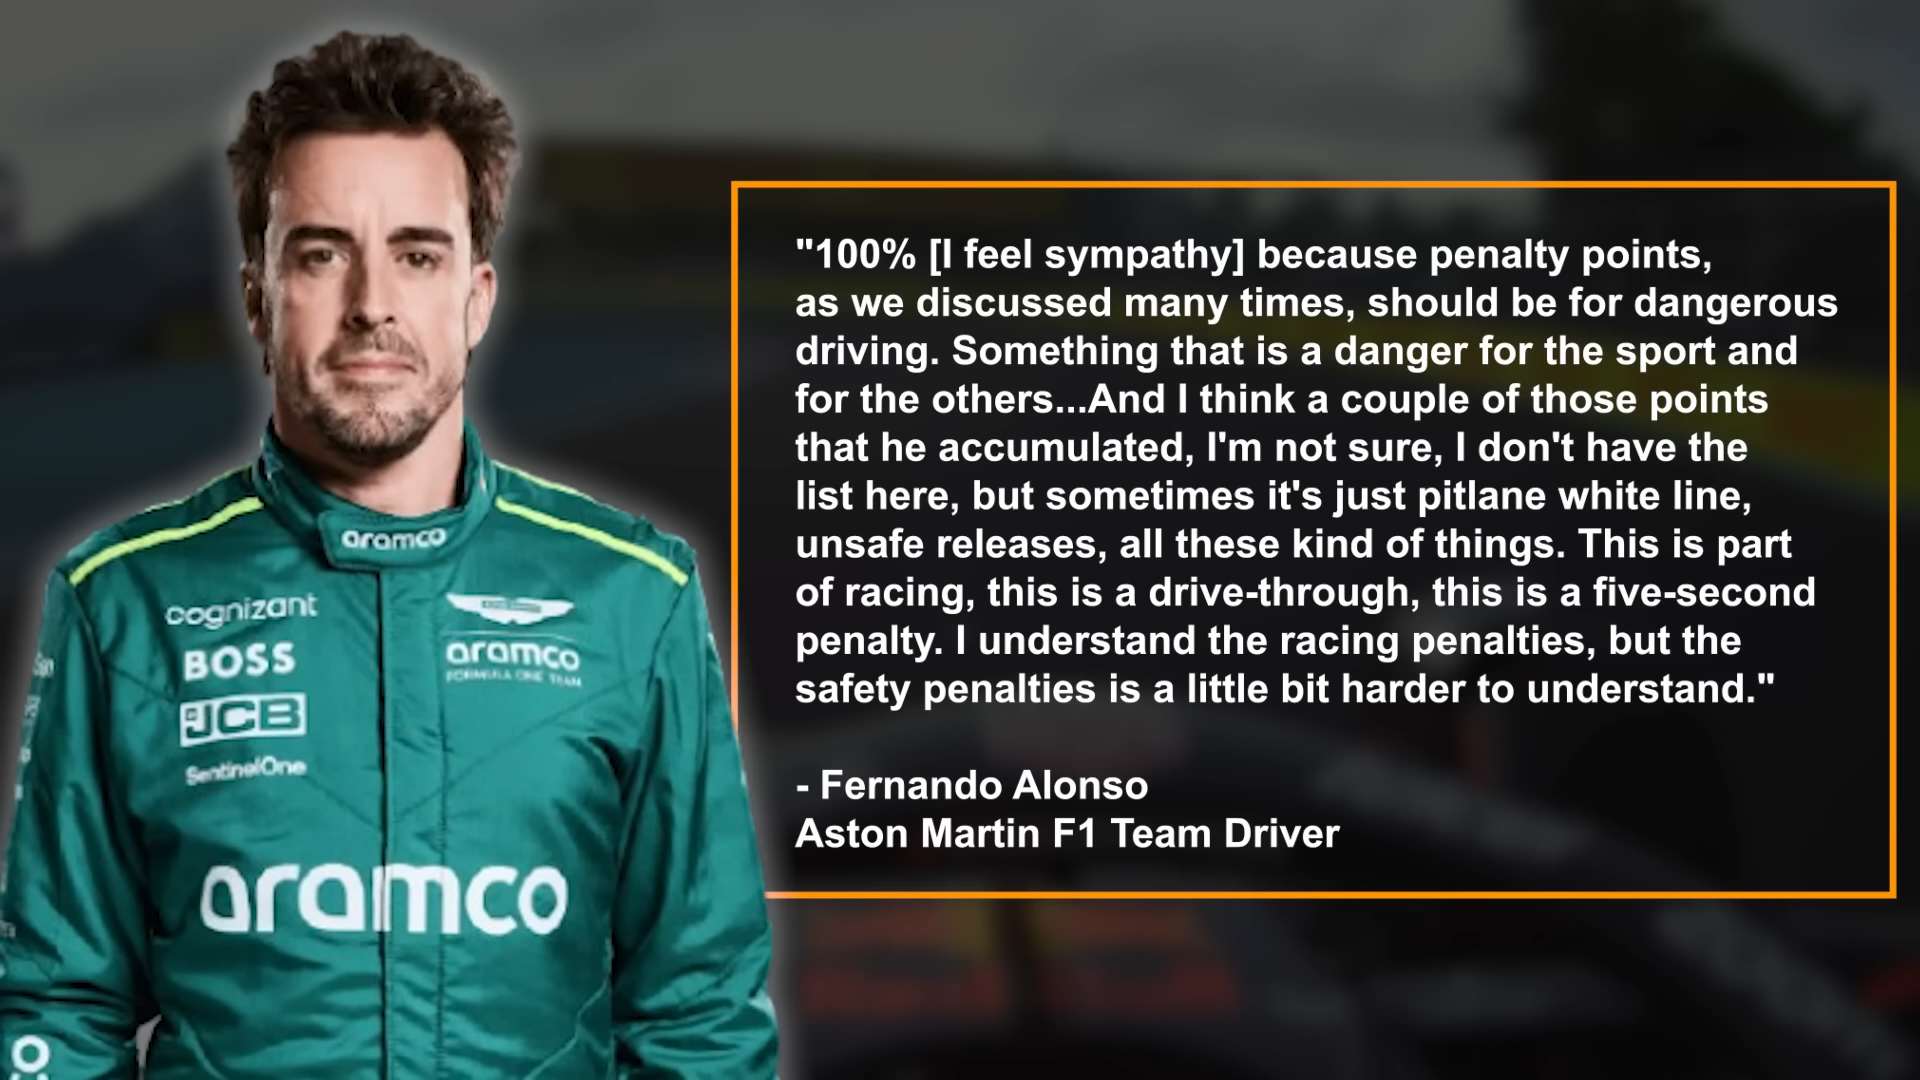 "100% [I feel sympathy] because penalty points,
as we discussed many times, should be for dangerous
driving. Something that is a danger for the sport and
for the others...And I think a couple of those points
that he accumulated, I'm not sure, I don't have the
list here, but sometimes it's just pitlane white line,
unsafe releases, all these kind of things. This is part
of racing, this is a drive-through, this is a five-second
penalty. I understand the racing penalties, but the
safety penalties is a little bit harder to understand."
- Fernando Alonso
Aston Martin F1 Team Driver
aramco
cognizant
BOSS
JCB
SentinelOne
aramco
FORMULA ONE TEAM
aramco